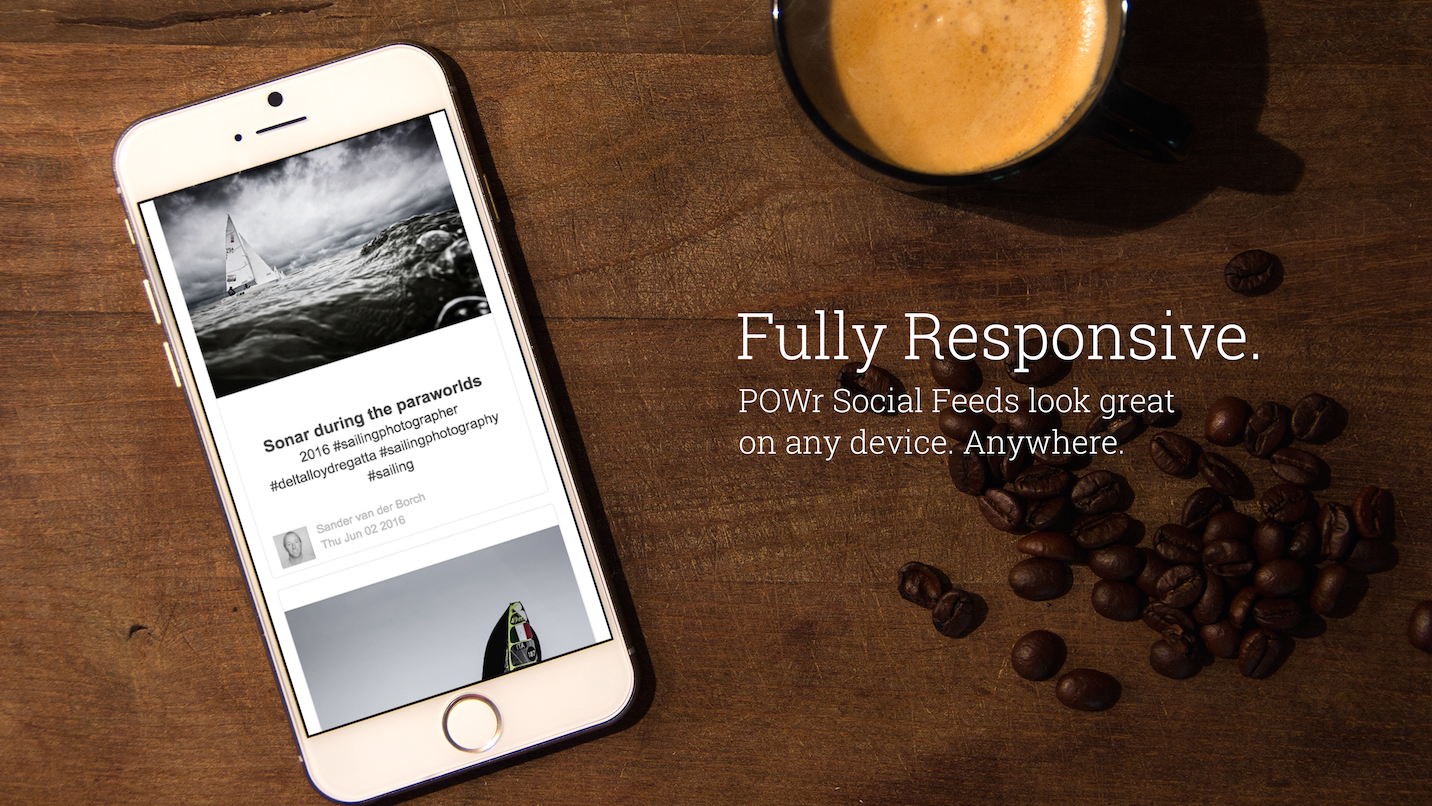 Sonar during the paraworlds
2016 #sailingphotographer
#deltalloydregatta #sailingphotography
#sailing
Sander van der Borch
Thu Jun 02 2016
Fully Responsive.
POWr Social Feeds look great
on any device. Anywhere.